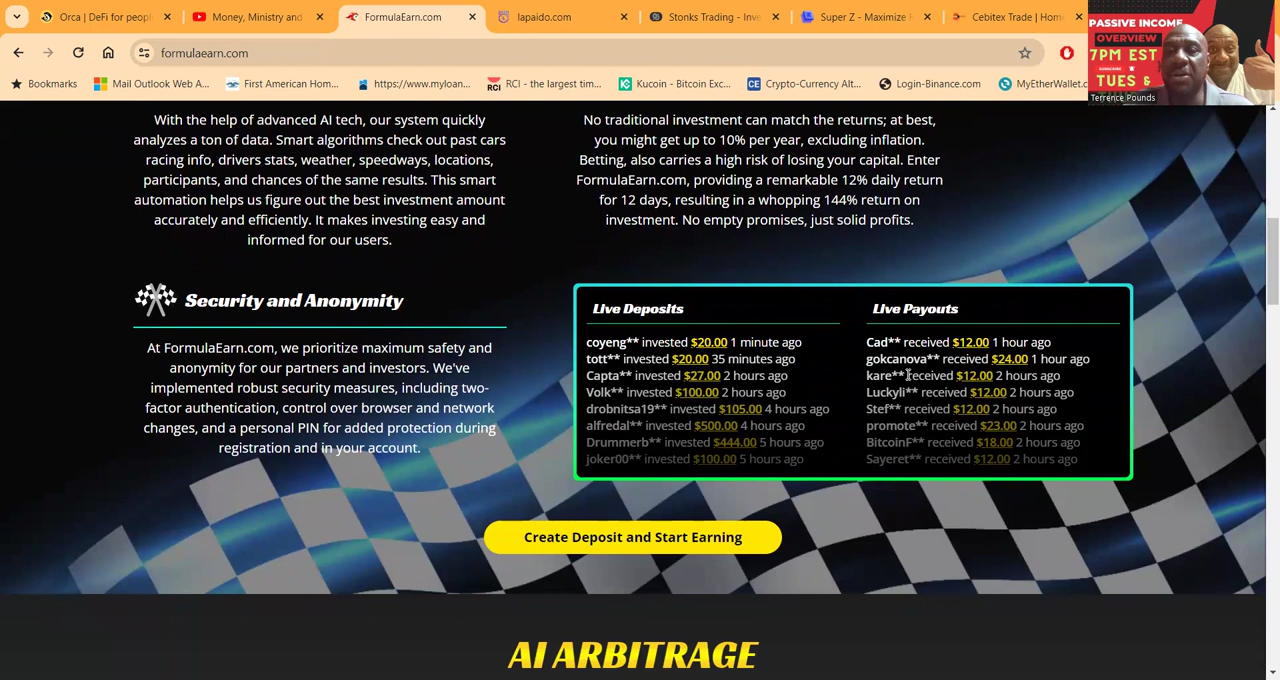 Orca | DeFi for peopl
Money, Ministry and
FormulaEarn.com
lapaido.com
Stonks Trading - Inve
Super Z - Maximize
Cebitex Trade | Hom
formulaearn.com
Bookmarks
Mail Outlook Web A...
First American Hom...
https://www.myloan...
RCI - the largest tim...
Kucoin - Bitcoin Exc...
Crypto-Currency Alt...
Login-Binance.com
MyEtherWallet.c
PASSIVE INCOME
OVERVIEW
7PM EST
TUES &
Terrence Pounds
With the help of advanced AI tech, our system quickly
analyzes a ton of data. Smart algorithms check out past cars
racing info, drivers stats, weather, speedways, locations,
participants, and chances of the same results. This smart
automation helps us figure out the best investment amount
accurately and efficiently. It makes investing easy and
informed for our users.
No traditional investment can match the returns; at best,
you might get up to 10% per year, excluding inflation.
Betting, also carries a high risk of losing your capital. Enter
FormulaEarn.com, providing a remarkable 12% daily return
for 12 days, resulting in a whopping 144% return on
investment. No empty promises, just solid profits.
Security and Anonymity
At FormulaEarn.com, we prioritize maximum safety and
anonymity for our partners and investors. We've
implemented robust security measures, including two-
factor authentication, control over browser and network
changes, and a personal PIN for added protection during
registration and in your account.
Live Deposits
coyeng** invested $20.00 1 minute ago
tott** invested $20.00 35 minutes ago
Capta** invested $27.00 2 hours ago
Volk** invested $100.00 2 hours ago
drobnitsa19** invested $105.00 4 hours ago
alfredal** invested $500.00 4 hours ago
Drummerb** invested $444.00 5 hours ago
joker00** invested $100.00 5 hours ago
Live Payouts
Cad** received $12.00 1 hour ago
gokcanova** received $24.00 1 hour ago
kare** received $12.00 2 hours ago
Luckyli** received $12.00 2 hours ago
Stef** received $12.00 2 hours ago
promote** received $23.00 2 hours ago
BitcoinF** received $18.00 2 hours ago
Sayeret** received $12.00 2 hours ago
Create Deposit and Start Earning
AI ARBITRAGE